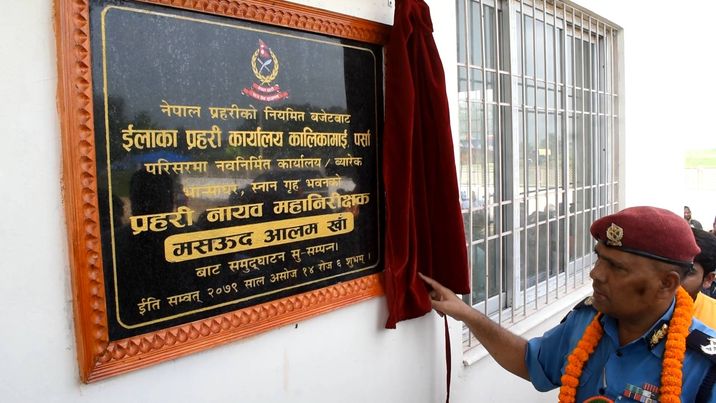 नेपाल प्रहरीको नियमित बजेटबाट
ईलाका प्रहरी कार्यालय कालिकामाई, पर्सा
परिसरमा नवनिर्मित कार्यालय/ब्यारेक
भान्साघर, स्नान गृह भवनको
प्रहरी नायव महानिरीक्षक
मसऊद आलम खाँ
बाट समुद्घाटन सु-सम्पन्न।
ईति सम्वत् २०७९ साल असोज १४ रोज ६ शुभम्।